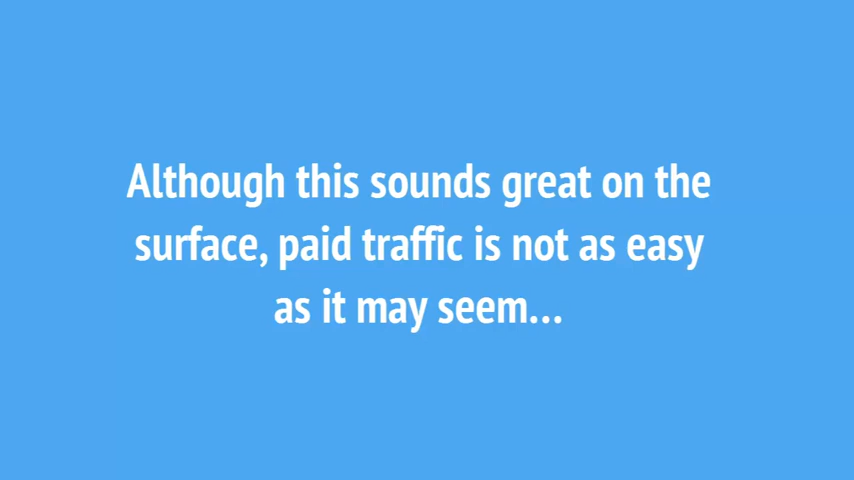 Although this sounds great on the
surface, paid traffic is not as easy
as it may seem...